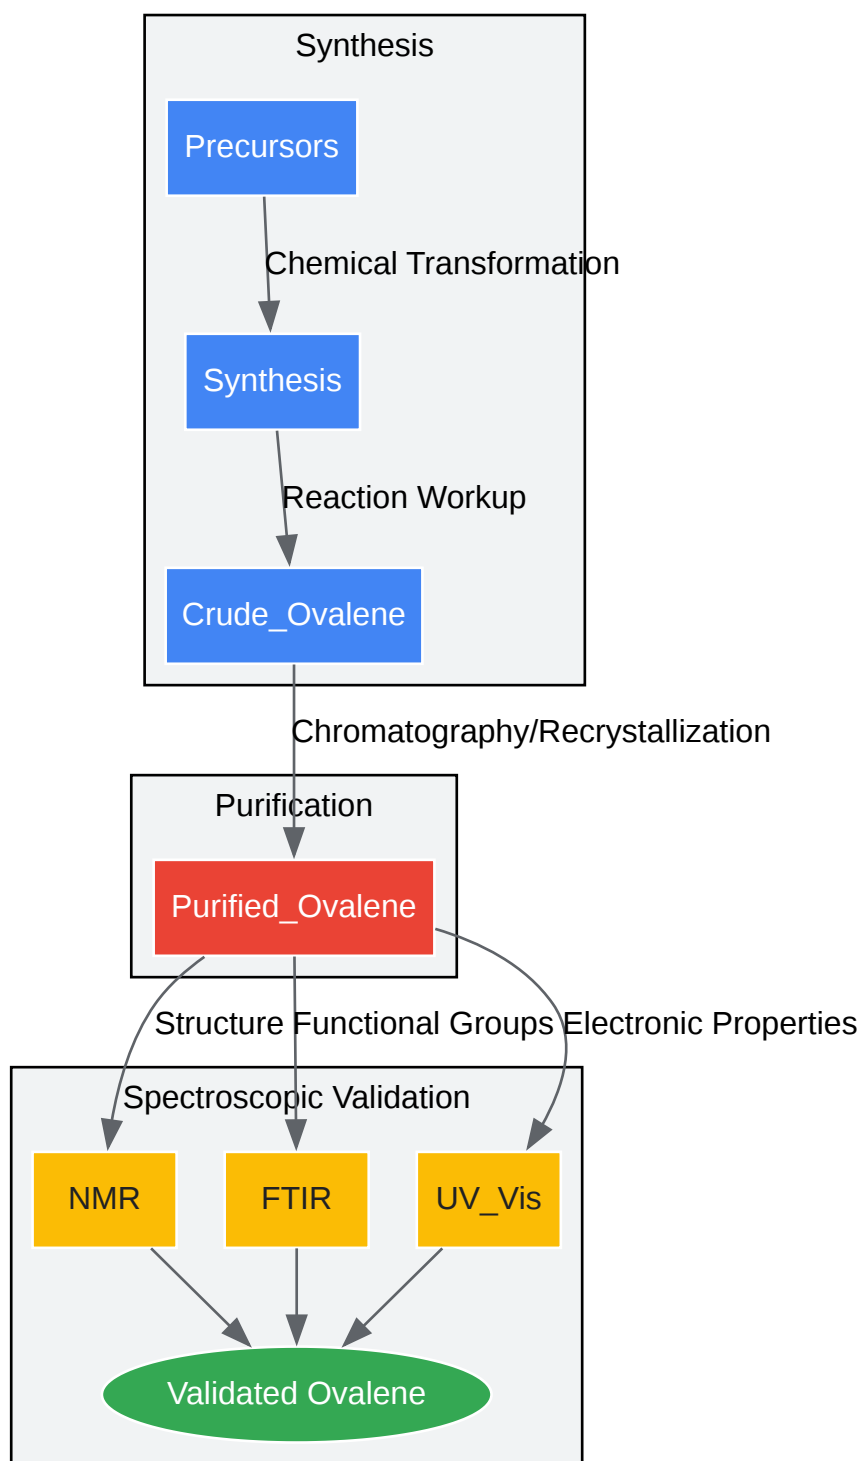 Synthesis
Precursors
Chemical Transformation
Synthesis
Reaction Workup
Crude_Ovalene
Chromatography/Recrystallization
Purification
Purified_Ovalene
Structure
Functional Groups
Electronic Properties
Spectroscopic Validation
NMR
FTIR
UV_Vis
Validated Ovalene